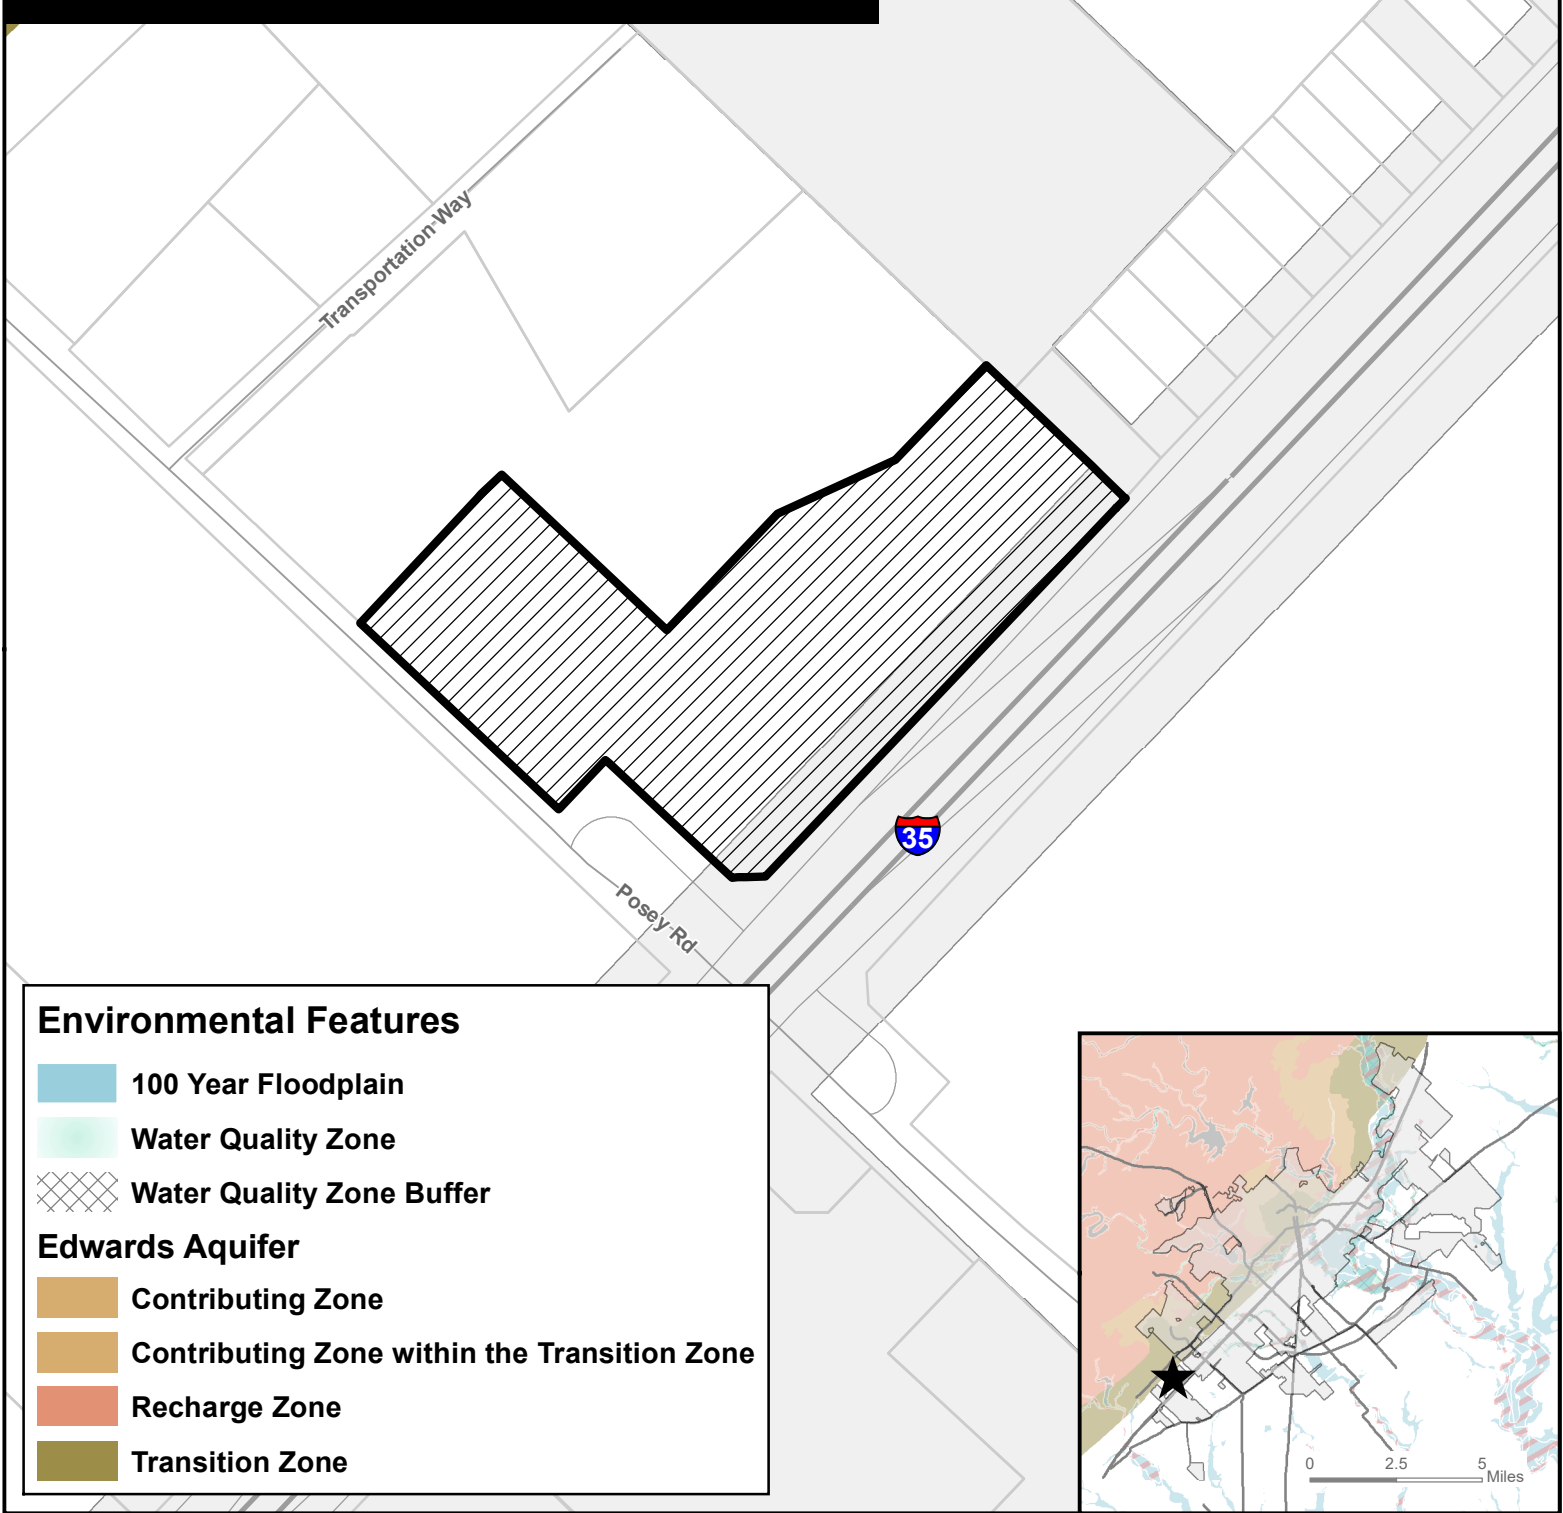 Transportation Way
35
Posey Rd
Environmental Features
100 Year Floodplain
Water Quality Zone
Water Quality Zone Buffer
Edwards Aquifer
Contributing Zone
Contributing Zone within the Transition Zone
Recharge Zone
Transition Zone
0 2.5 5
Miles